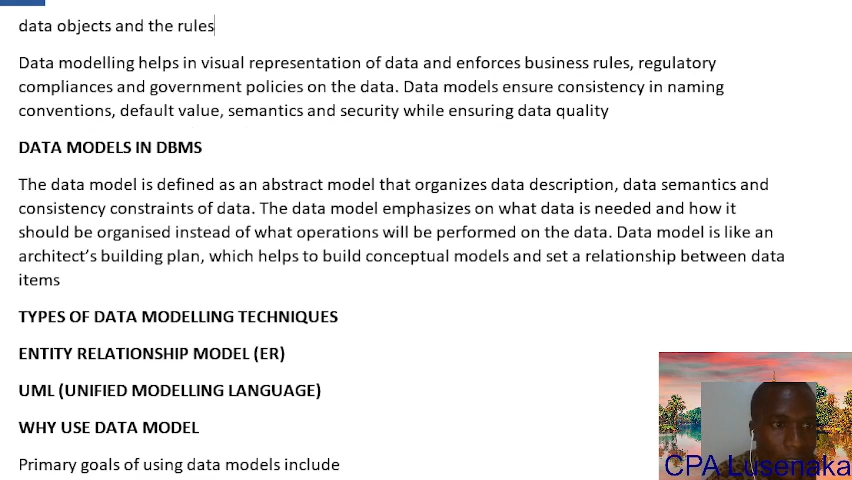 data objects and the rules
Data modelling helps in visual representation of data and enforces business rules, regulatory
compliances and government policies on the data. Data models ensure consistency in naming
conventions, default value, semantics and security while ensuring data quality
DATA MODELS IN DBMS
The data model is defined as an abstract model that organizes data description, data semantics and
consistency constraints of data. The data model emphasizes on what data is needed and how it
should be organised instead of what operations will be performed on the data. Data model is like an
architect's building plan, which helps to build conceptual models and set a relationship between data
items
TYPES OF DATA MODELLING TECHNIQUES
ENTITY RELATIONSHIP MODEL (ER)
UML (UNIFIED MODELLING LANGUAGE)
WHY USE DATA MODEL
Primary goals of using data models include
CPA Lusenaka